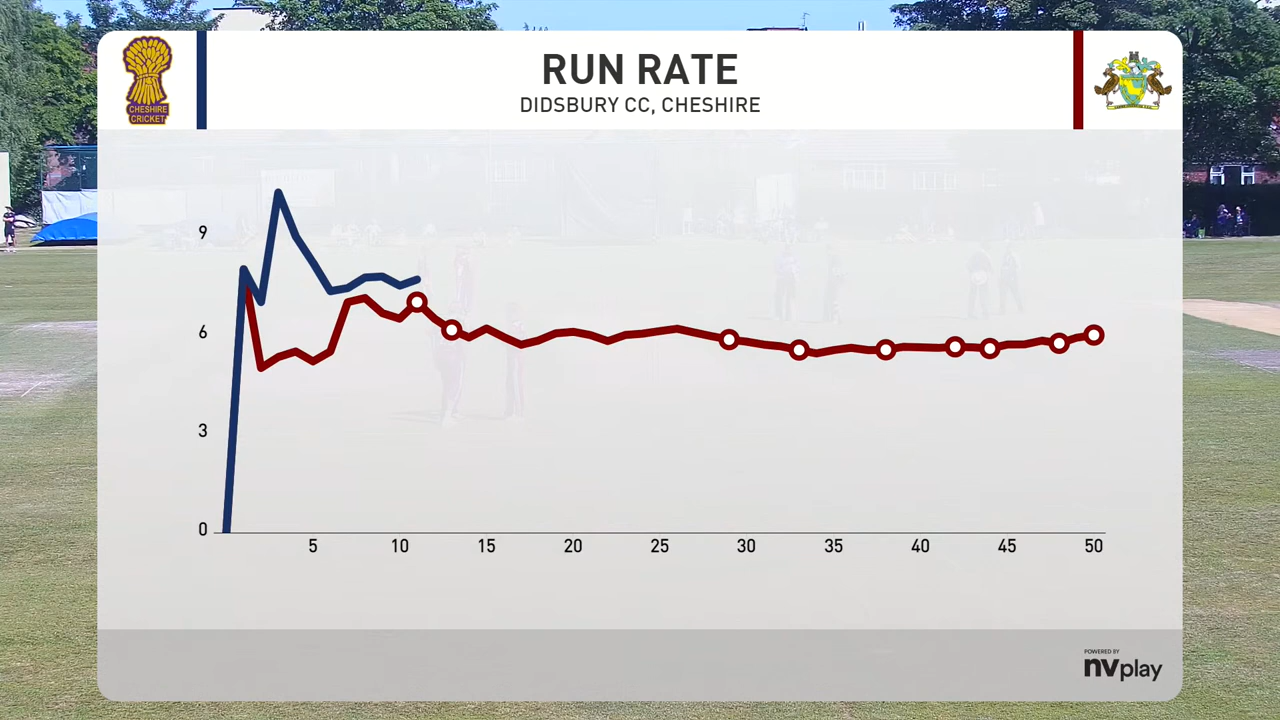 RUN RATE
DIDSBURY CC, CHESHIRE
CHESHIRE
CRICKET
9
6
3
0
5 10 15 20 25 30 35 40 45 50
POWERED BY
nvplay